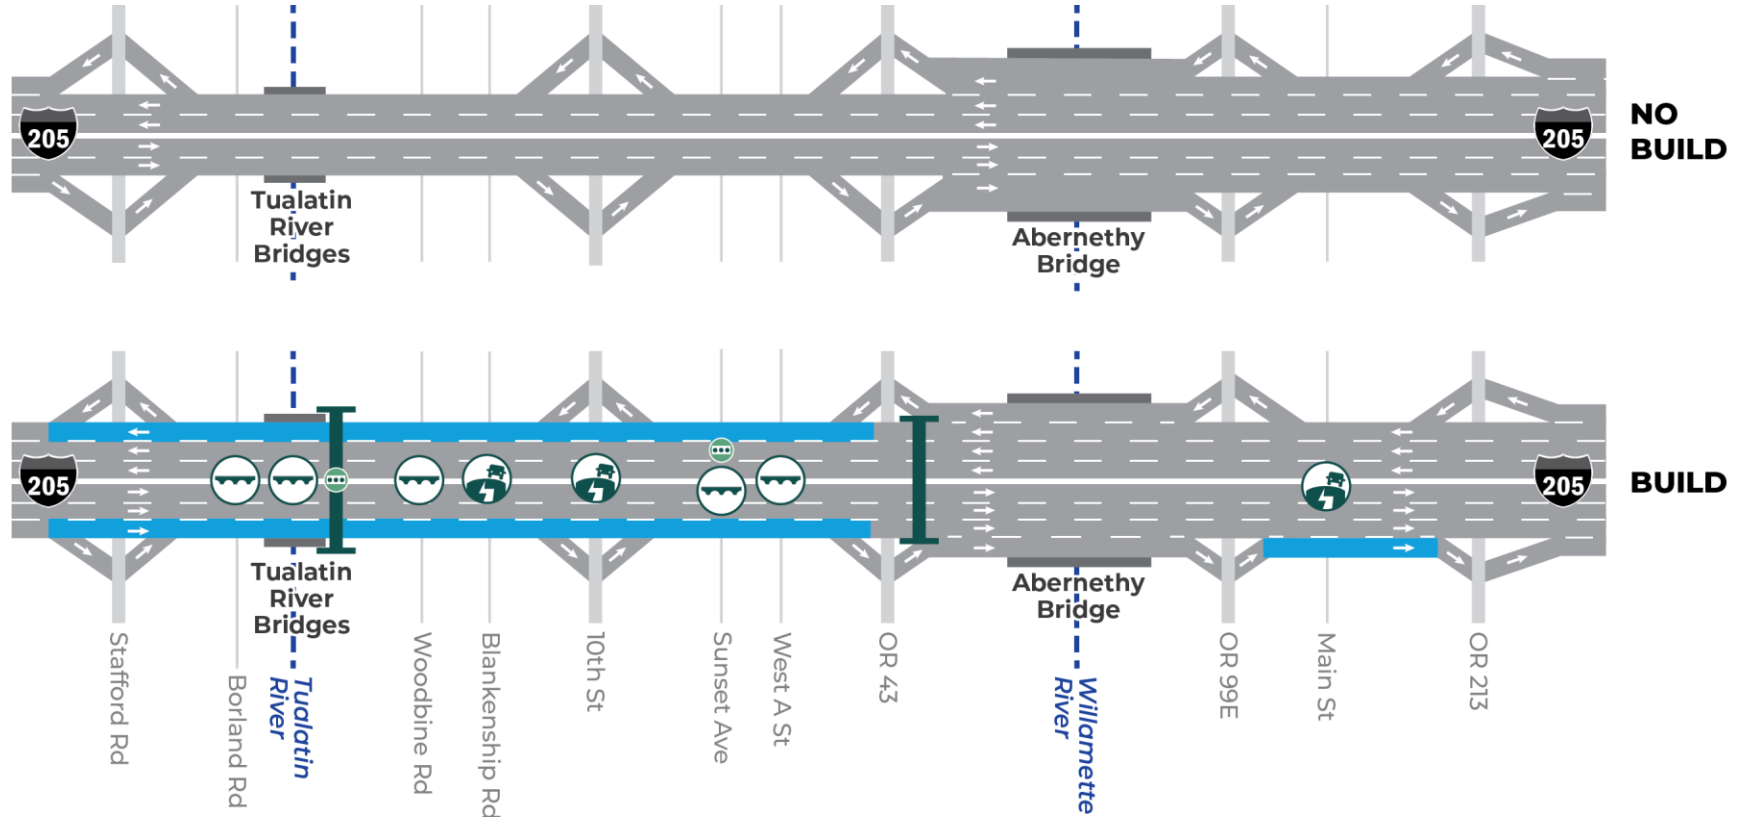 205
205
NO
BUILD
Tualatin
River
Bridges
Abernethy
Bridge
205
205
BUILD
Tualatin
River
Bridges
Abernethy
Bridge
Stafford Rd
Borland Rd
Tualatin
River
Woodbine Rd
Blankenship Rd
10th St
Sunset Ave
West A St
OR 43
Willamette
River
OR 99E
Main St
OR 213